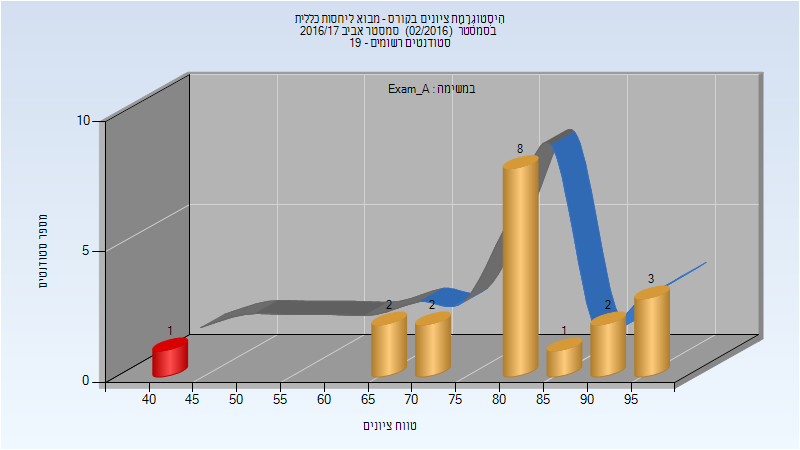 היסטוגרמת ציונים בקורס - מבוא ליחסות כללית
בסמסטר (02/2016) סמסטר אביב 2016/17
סטודנטים רשומים - 19
במשימה : Exam_A
10
5
0
מספר סטודנטים
1
2
2
8
1
2
3
40 45 50 55 60 65 70 75 80 85 90 95
טווח ציונים